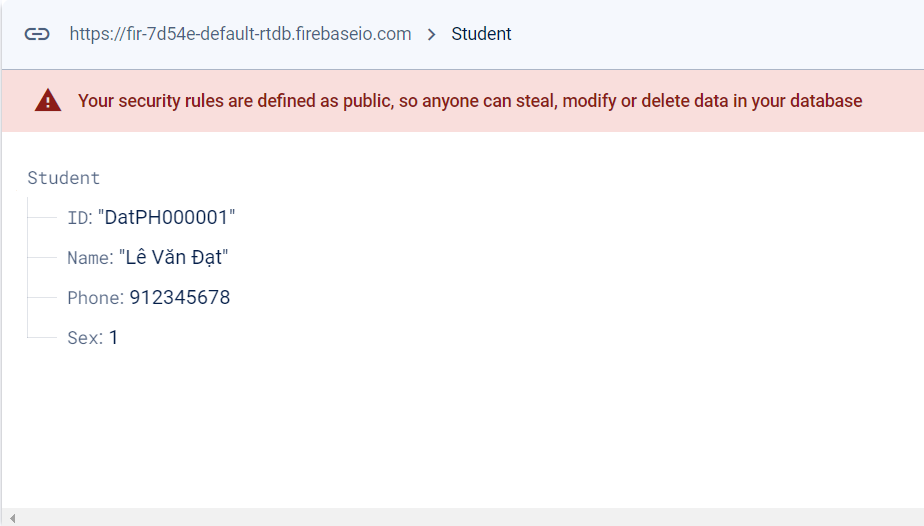 https://fir-7d54e-default-rtdb.firebaseio.com > Student
Your security rules are defined as public, so anyone can steal, modify or delete data in your database
Student
ID: "DatPH000001"
Name: "Lê Văn Đạt"
Phone: 912345678
Sex: 1